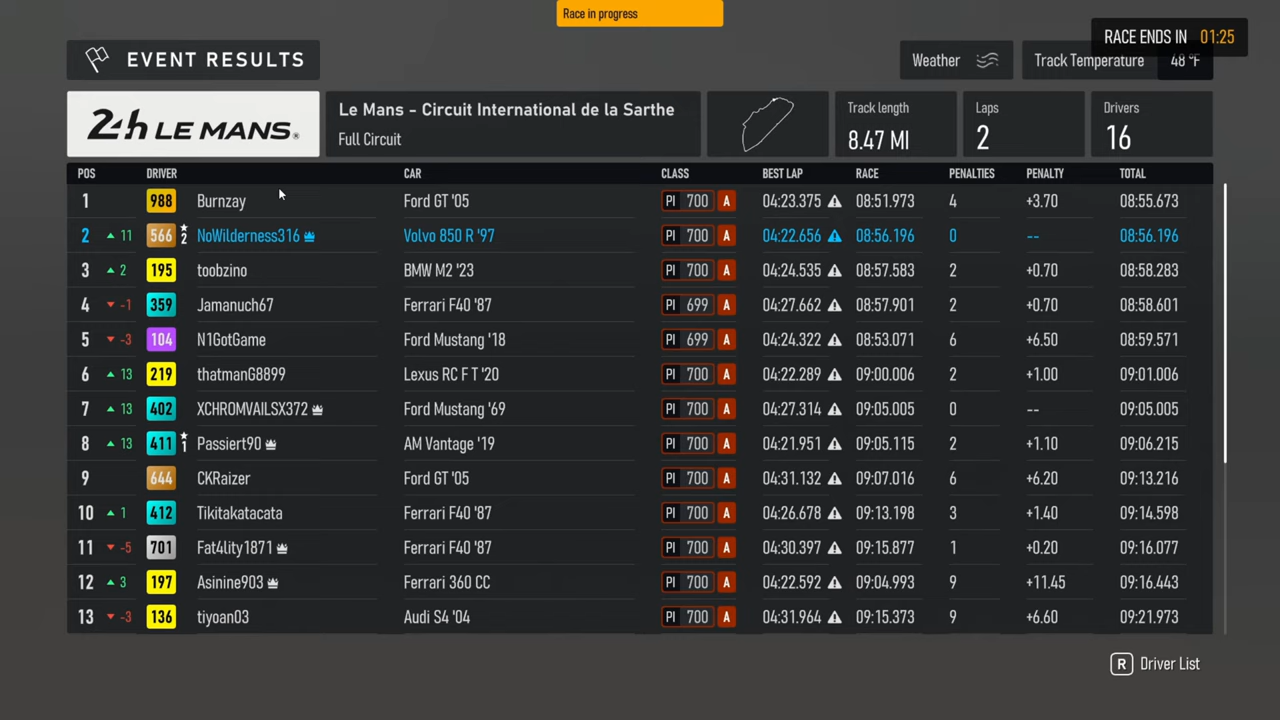 Race in progress
RACE ENDS IN 01:25
EVENT RESULTS
Weather
Track Temperature 48 °F
24h LE MANS®
Le Mans - Circuit International de la Sarthe
Full Circuit
Track length
8.47 MI
Laps
2
Drivers
16
POS DRIVER CAR CLASS BEST LAP RACE PENALTIES PENALTY TOTAL
1 988 Burnzay Ford GT '05 PI 700 A 04:23.375 08:51.973 4 +3.70 08:55.673
2 11 566 2 NoWilderness316 Volvo 850 R '97 PI 700 A 04:22.656 08:56.196 0 -- 08:56.196
3 2 195 toobzino BMW M2 '23 PI 700 A 04:24.535 08:57.583 2 +0.70 08:58.283
4 -1 359 Jamanuch67 Ferrari F40 '87 PI 699 A 04:27.662 08:57.901 2 +0.70 08:58.601
5 -3 104 N1GotGame Ford Mustang '18 PI 699 A 04:24.322 08:53.071 6 +6.50 08:59.571
6 13 219 thatmanG8899 Lexus RC F T '20 PI 700 A 04:22.289 09:00.006 2 +1.00 09:01.006
7 13 402 XCHROMVAILSX372 Ford Mustang '69 PI 700 A 04:27.314 09:05.005 0 -- 09:05.005
8 13 411 1 Passiert90 AM Vantage '19 PI 700 A 04:21.951 09:05.115 2 +1.10 09:06.215
9 644 CKRaizer Ford GT '05 PI 700 A 04:31.132 09:07.016 6 +6.20 09:13.216
10 1 412 Tikitakatacata Ferrari F40 '87 PI 700 A 04:26.678 09:13.198 3 +1.40 09:14.598
11 -5 701 Fat4lity1871 Ferrari F40 '87 PI 700 A 04:30.397 09:15.877 1 +0.20 09:16.077
12 3 197 Asinine903 Ferrari 360 CC PI 700 A 04:22.592 09:04.993 9 +11.45 09:16.443
13 -3 136 tiyoan03 Audi S4 '04 PI 700 A 04:31.964 09:15.373 9 +6.60 09:21.973
R Driver List